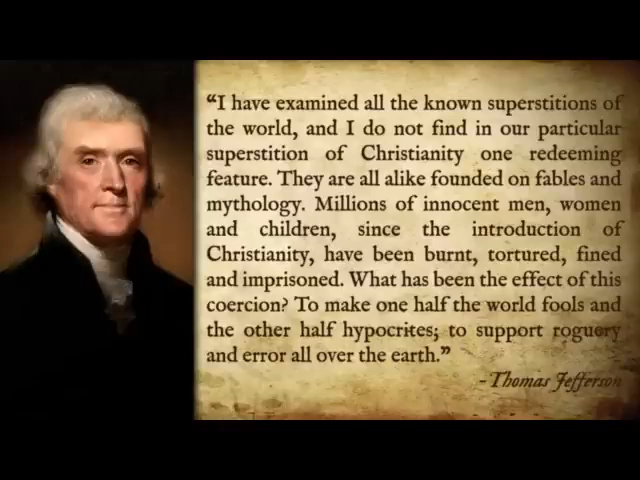 “I have examined all the known superstitions of
the world, and I do not find in our particular
superstition of Christianity one redeeming
feature. They are all alike founded on fables and
mythology. Millions of innocent men, women
and children, since the introduction of
Christianity, have been burnt, tortured, fined
and imprisoned. What has been the effect of this
coercion? To make one half the world fools and
the other half hypocrites; to support roguery
and error all over the earth.”
- Thomas Jefferson